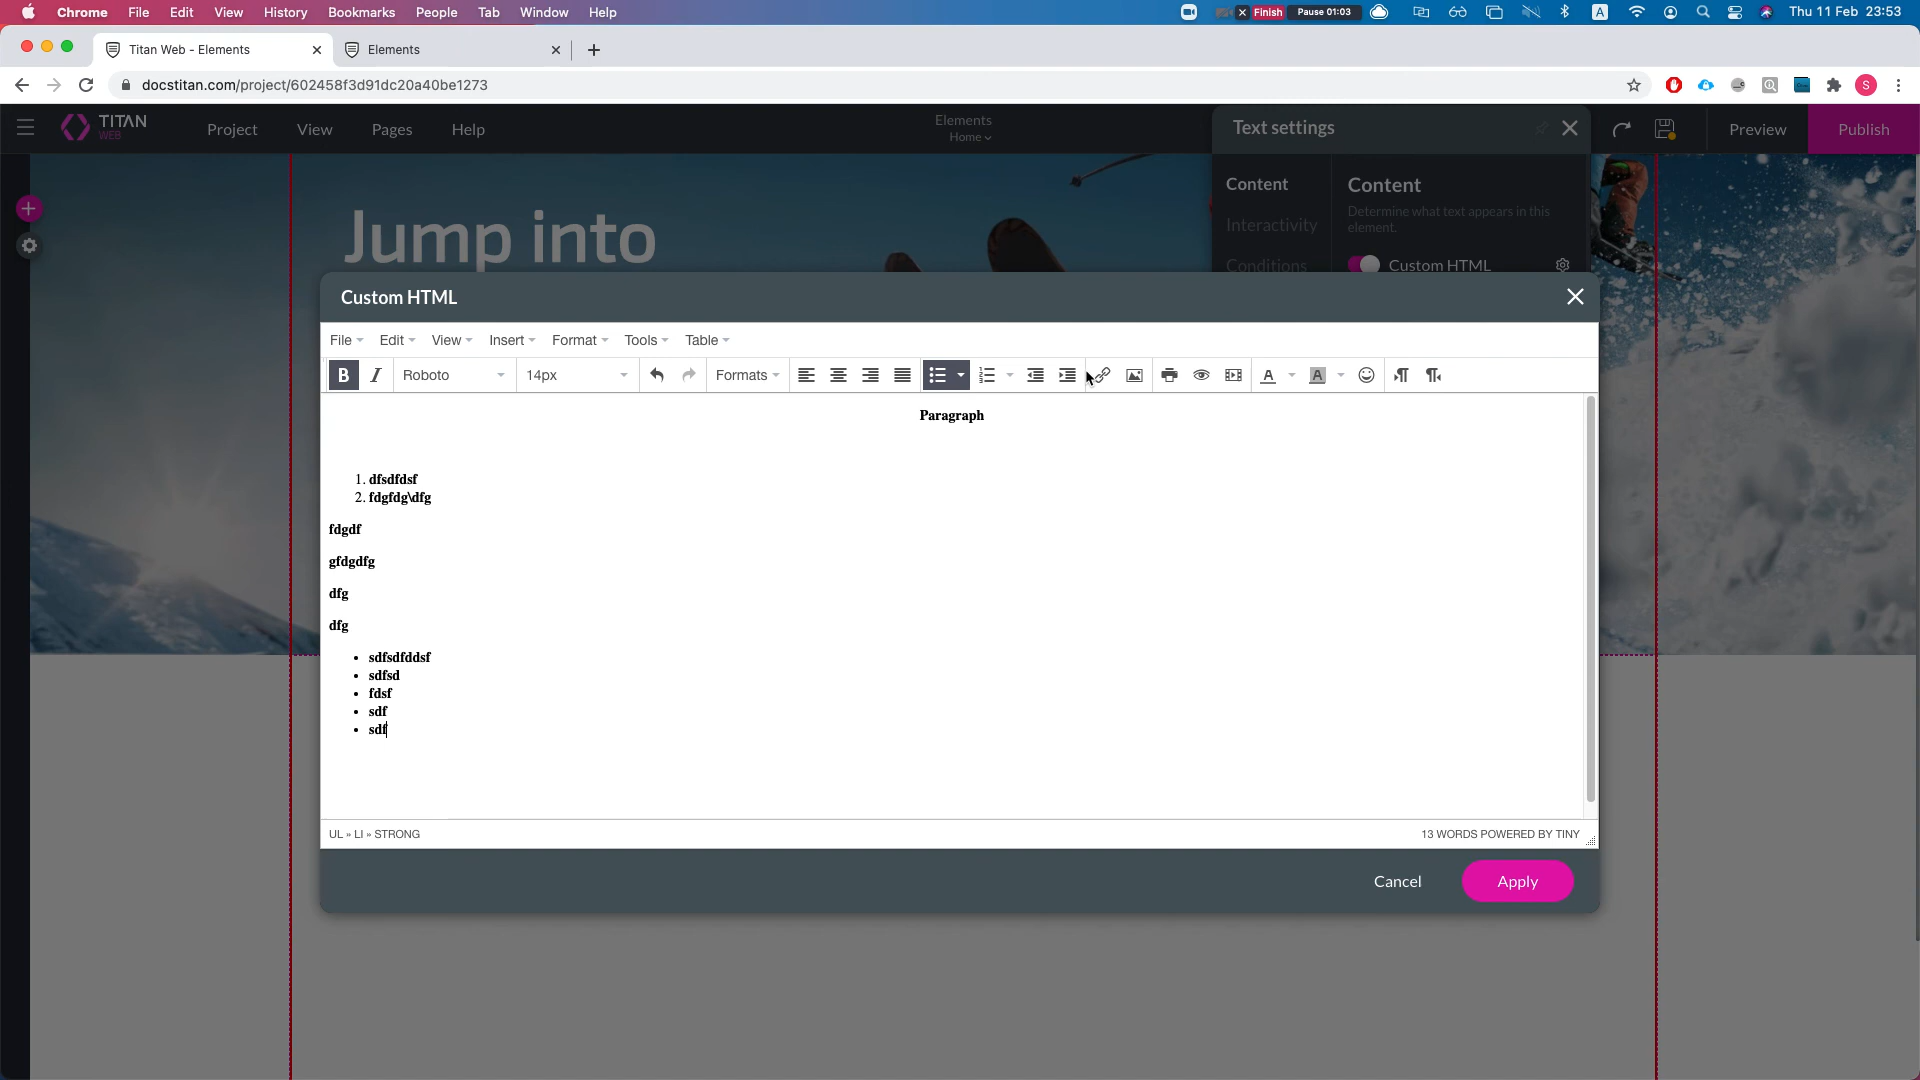 Chrome File Edit View History Bookmarks People Tab Window Help
Finish Pause 01:03 A Thu 11 Feb 23:53
Titan Web - Elements
Elements
docstitan.com/project/602458f3d91dc20a40be1273
S
TITAN
WEB
Project View Pages Help
Elements
Home
Text settings
Preview Publish
Content
Interactivity
Conditions
Content
Determine what text appears in this
element.
Custom HTML
Jump into
Custom HTML
File Edit View Insert Format Tools Table
B I Roboto 14px Formats A A
Paragraph
1. dfsdfdsf
2. fdgfdg\dfg
fdgdf
gfdgdfg
dfg
dfg
• sdfsdfddsf
• sdfsd
• fdsf
• sdf
• sdf
UL » LI » STRONG
13 WORDS POWERED BY TINY
Cancel Apply